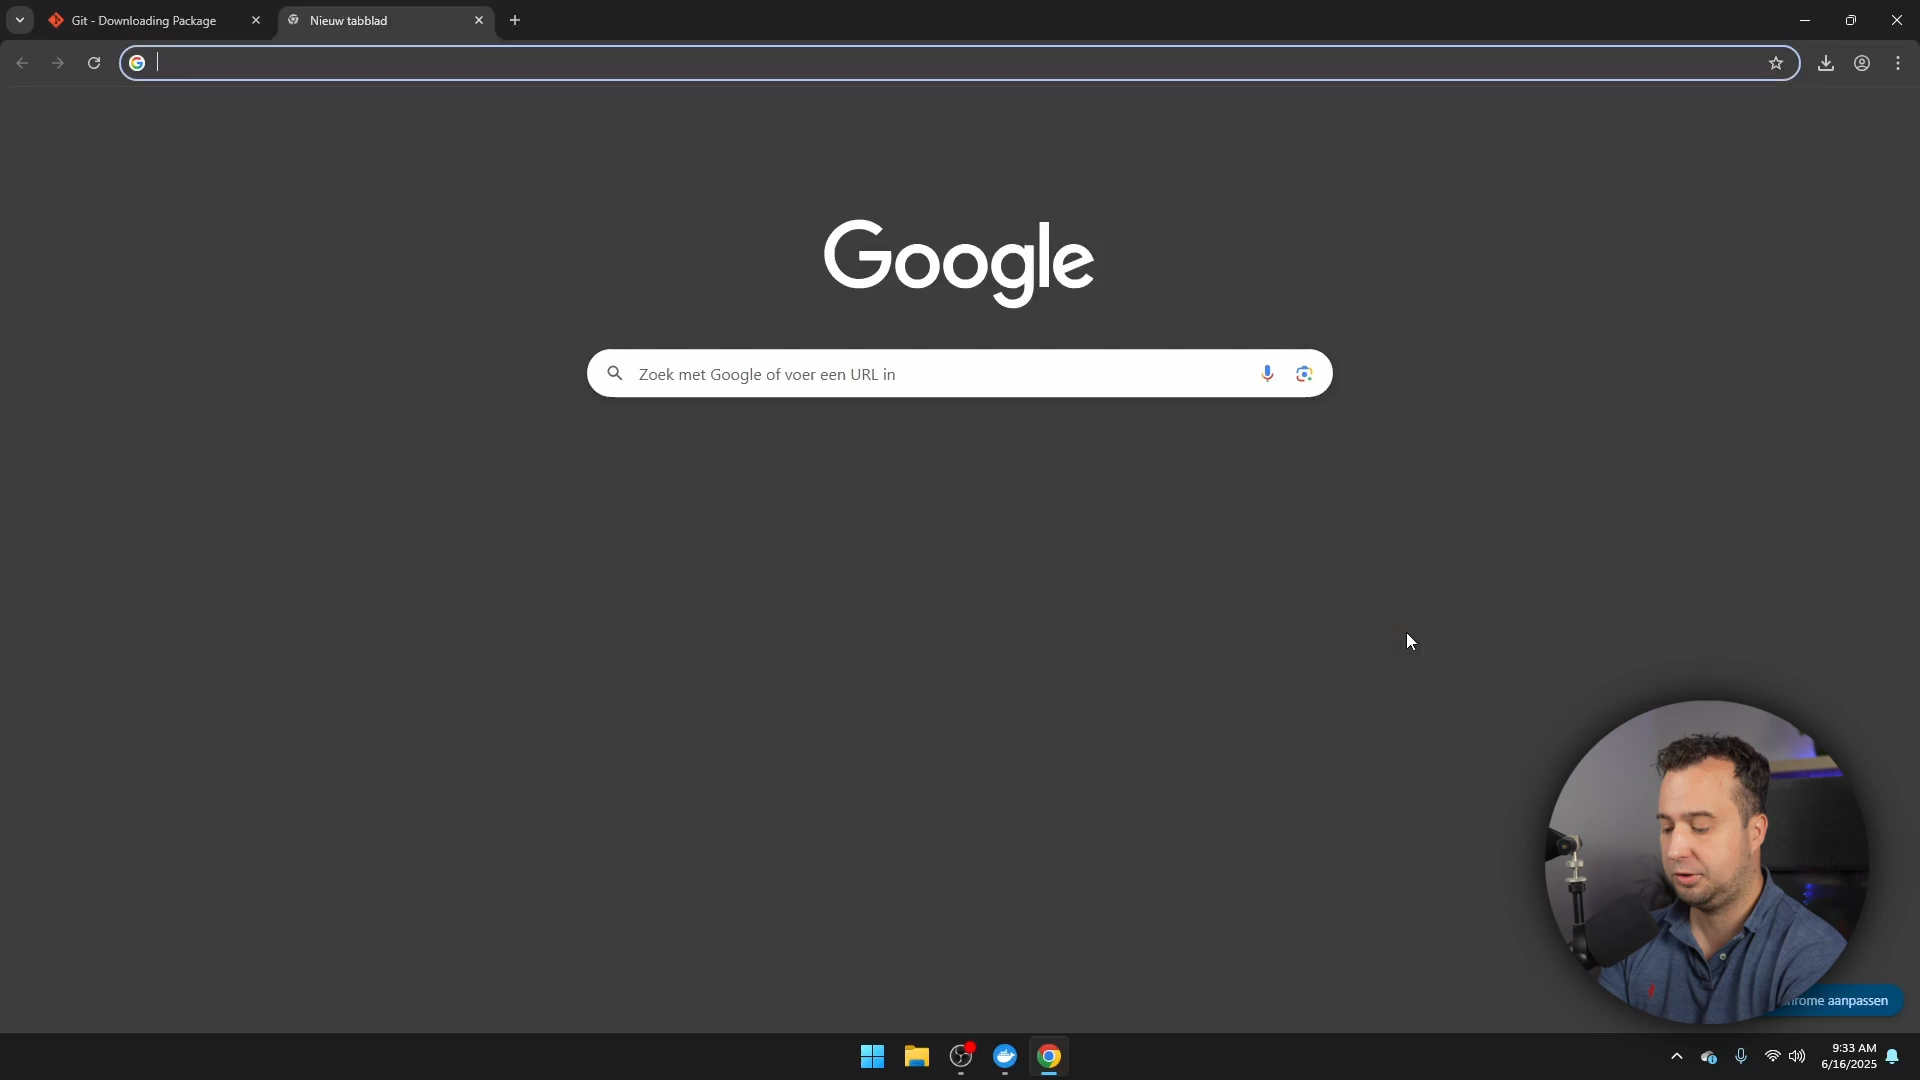 Git - Downloading Package
Nieuw tabblad
Google
Zoek met Google of voer een URL in
hrome aanpassen
9:33 AM
6/16/2025